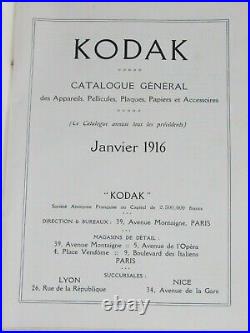 KODAK
CATALOGUE GÉNÉRAL
des Appareils, Pellicules, Plaques, Papiers et Accessoires
(Ce Catalogue annule tous les précédents)
Janvier 1916
"KODAK"
Société Anonyme Française au Capital de francs
DIRECTION & BUREAUX : 39, Avenue Montaigne, PARIS
MAGASINS DE DÉTAIL :
39, Avenue Montaigne :: 5, Avenue de l'Opéra
4, Place Vendôme :: 9, Boulevard des Italiens
PARIS
SUCCURSALES :
LYON NICE
26, Rue de la République 34, Avenue de la Gare